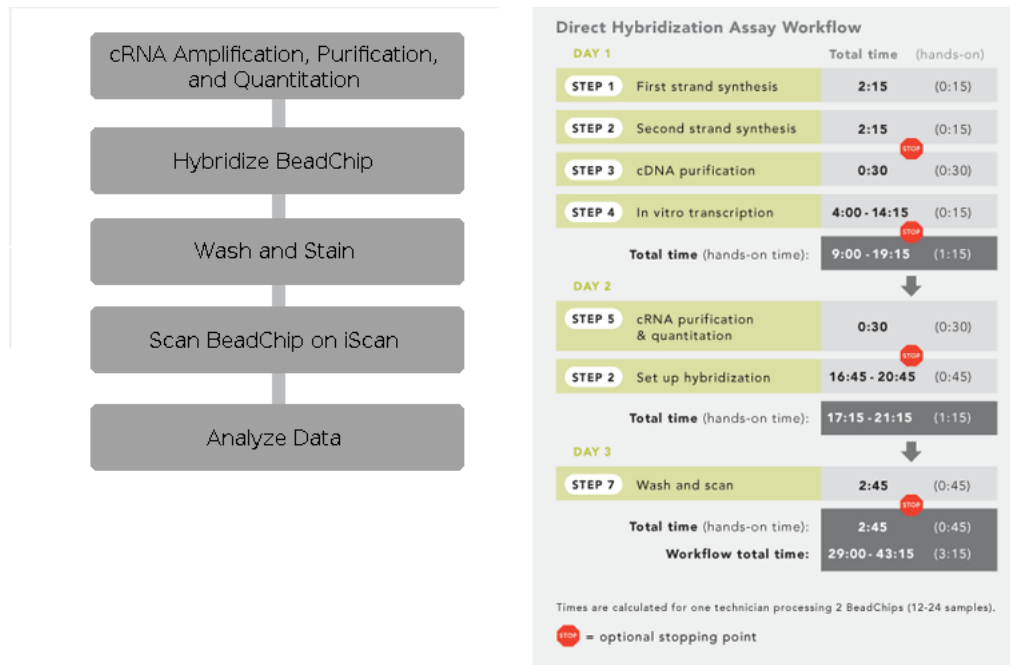 cRNA Amplification, Purification,
and Quantitation
Hybridize BeadChip
Wash and Stain
Scan BeadChip on iScan
Analyze Data
Direct Hybridization Assay Workflow
DAY 1 Total time (hands-on)
STEP 1 First strand synthesis 2:15 (0:15)
STEP 2 Second strand synthesis 2:15 (0:15)
STOP
STEP 3 cDNA purification 0:30 (0:30)
STEP 4 In vitro transcription 4:00 - 14:15 (0:15)
STOP
Total time (hands-on time): 9:00 - 19:15 (1:15)
DAY 2
STEP 5 cRNA purification
& quantitation 0:30 (0:30)
STOP
STEP 2 Set up hybridization 16:45 - 20:45 (0:45)
Total time (hands-on time): 17:15 - 21:15 (1:15)
DAY 3
STEP 7 Wash and scan 2:45 (0:45)
STOP
Total time (hands-on time): 2:45 (0:45)
Workflow total time: 29:00 - 43:15 (3:15)
Times are calculated for one technician processing 2 BeadChips (12-24 samples).
STOP = optional stopping point